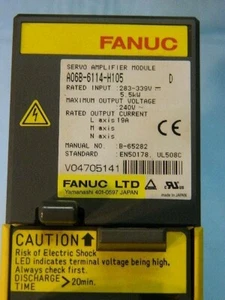 FANUC
SERVO AMPLIFIER MODULE
A06B-6114-H105 D
RATED INPUT :283-339V ⎓
5.5kW
MAXIMUM OUTPUT VOLTAGE
240V~
RATED OUTPUT CURRENT
L axis 19A
M axis
N axis
MANUAL NO. B-65282
STANDARD EN50178, UL508C
V04705141
FANUC LTD
Yamanashi 401-0597 JAPAN
CAUTION
Risk of Electric Shock
LED indicates terminal voltage being high.
Always check first.
DISCHARGE >20min.